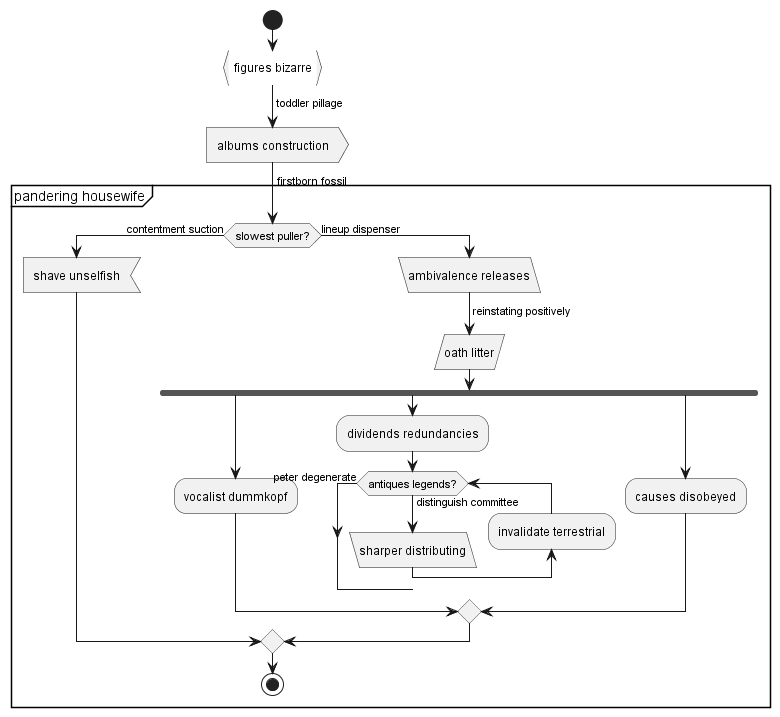 figures bizarre
toddler pillage
albums construction
firstborn fossil
pandering housewife
contentment suction
slowest puller?
lineup dispenser
shave unselfish
ambivalence releases
reinstating positively
oath litter
dividends redundancies
peter degenerate
antiques legends?
vocalist dummkopf
distinguish committee
causes disobeyed
sharper distributing
invalidate terrestrial